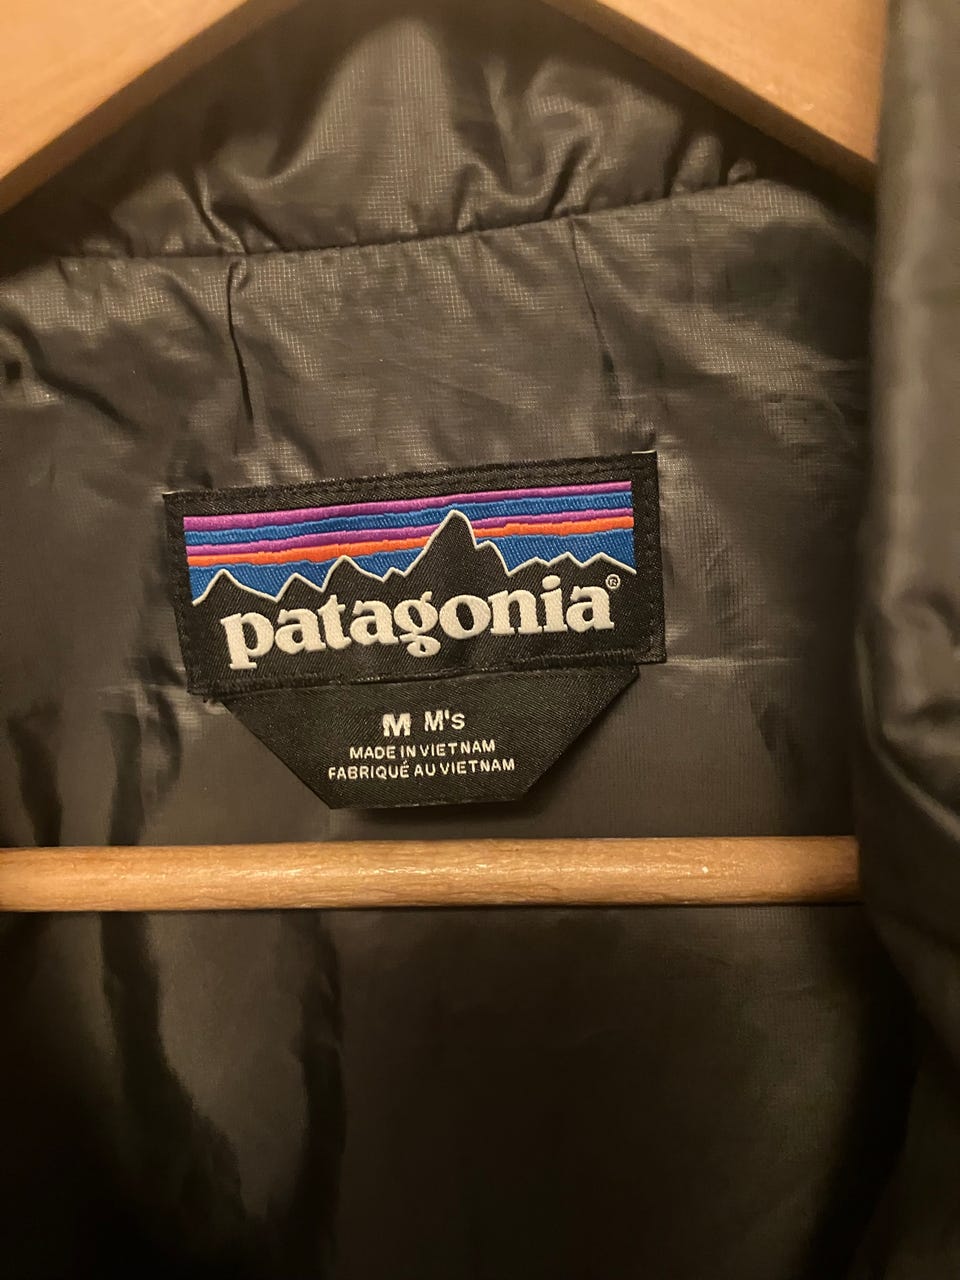 patagonia®
M M's
MADE IN VIETNAM
FABRIQUÉ AU VIETNAM